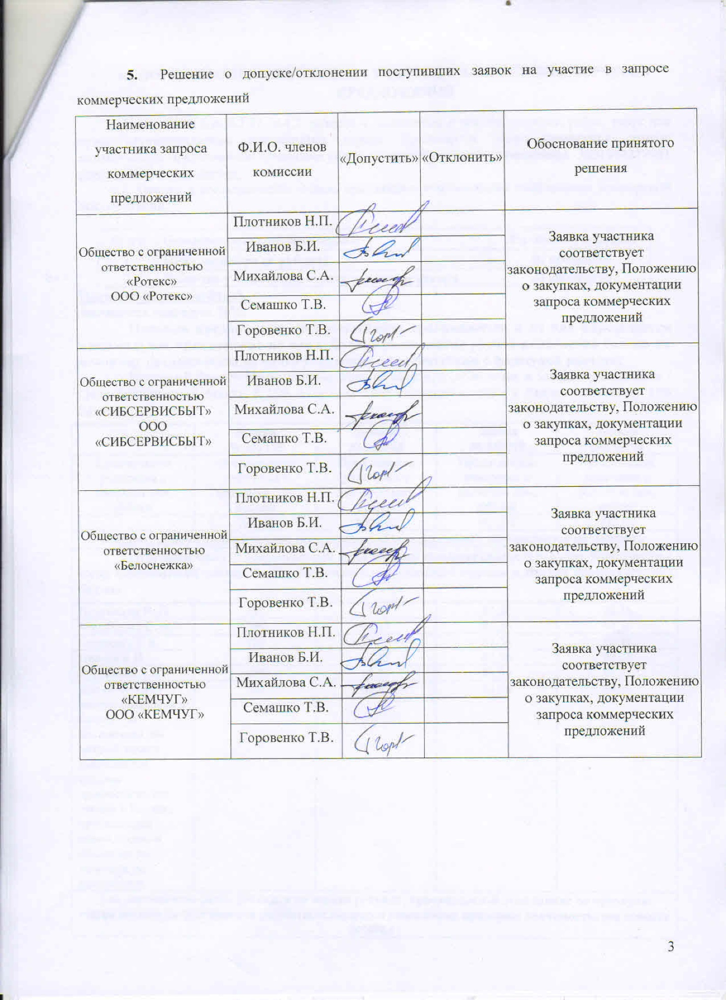 5. Решение о допуске/отклонении поступивших заявок на участие в запросе
коммерческих предложений
Наименование
участника запроса
коммерческих
предложений
Ф.И.О. членов
комиссии
«Допустить»
«Отклонить»
Обоснование принятого
решения
Общество с ограниченной
ответственностью
«Ротекс»
ООО «Ротекс»
Плотников Н.П.
Иванов Б.И.
Михайлова С.А.
Семашко Т.В.
Горовенко Т.В.
Заявка участника
соответствует
законодательству, Положению
о закупках, документации
запроса коммерческих
предложений
Общество с ограниченной
ответственностью
«СИБСЕРВИСБЫТ»
ООО
«СИБСЕРВИСБЫТ»
Плотников Н.П.
Иванов Б.И.
Михайлова С.А.
Семашко Т.В.
Горовенко Т.В.
Заявка участника
соответствует
законодательству, Положению
о закупках, документации
запроса коммерческих
предложений
Общество с ограниченной
ответственностью
«Белоснежка»
Плотников Н.П.
Иванов Б.И.
Михайлова С.А.
Семашко Т.В.
Горовенко Т.В.
Заявка участника
соответствует
законодательству, Положению
о закупках, документации
запроса коммерческих
предложений
Общество с ограниченной
ответственностью
«КЕМЧУГ»
ООО «КЕМЧУГ»
Плотников Н.П.
Иванов Б.И.
Михайлова С.А.
Семашко Т.В.
Горовенко Т.В.
Заявка участника
соответствует
законодательству, Положению
о закупках, документации
запроса коммерческих
предложений
3